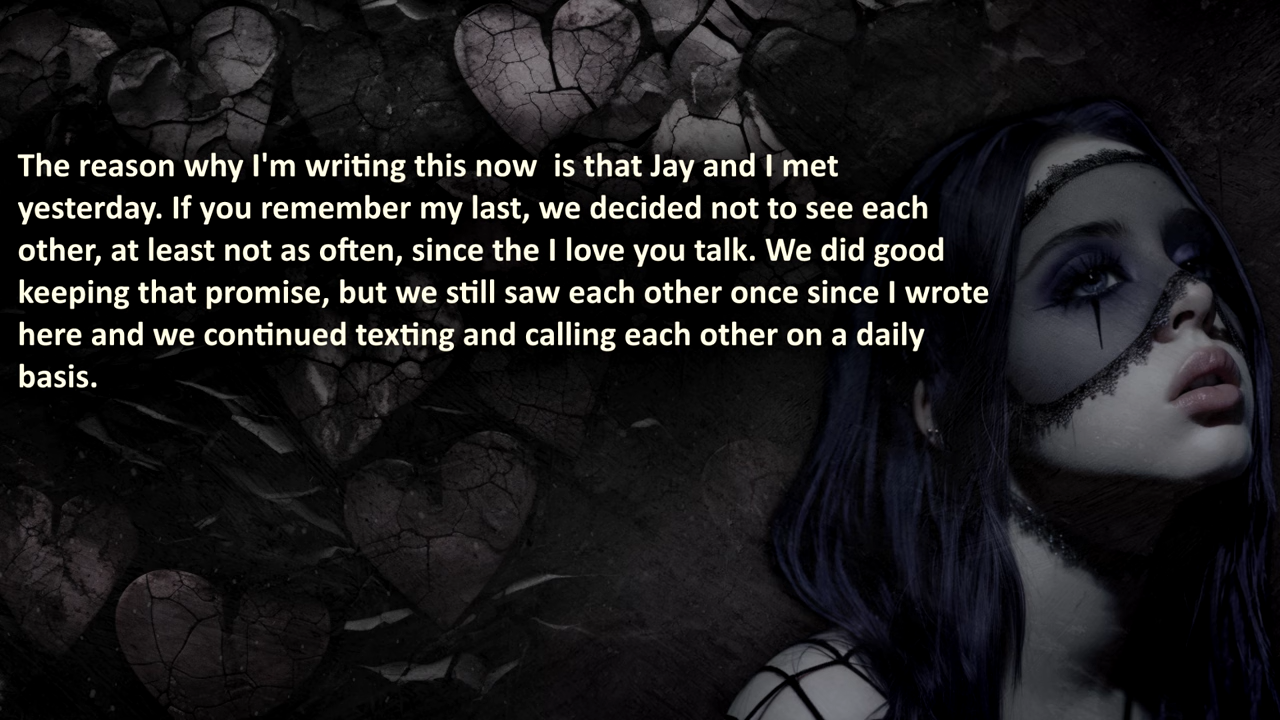 The reason why I'm writing this now  is that Jay and I met
yesterday. If you remember my last, we decided not to see each
other, at least not as often, since the I love you talk. We did good
keeping that promise, but we still saw each other once since I wrote
here and we continued texting and calling each other on a daily
basis.